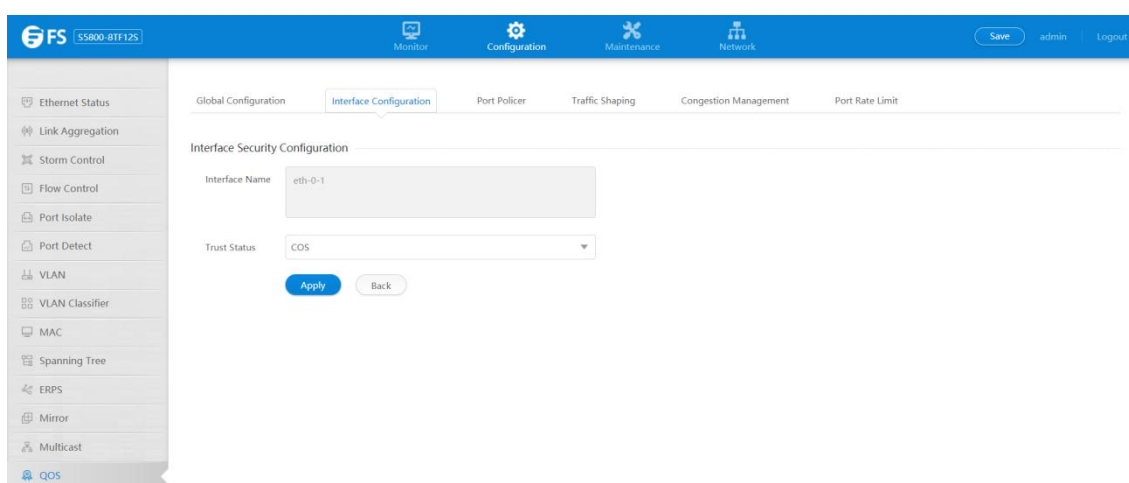 FS S5800-8TF12S
Monitor Configuration Maintenance Network
Save admin Logout
Ethernet Status
Link Aggregation
Storm Control
Flow Control
Port Isolate
Port Detect
VLAN
VLAN Classifier
MAC
Spanning Tree
ERPS
Mirror
Multicast
QOS
Global Configuration Interface Configuration Port Policer Traffic Shaping Congestion Management Port Rate Limit
Interface Security Configuration
Interface Name eth-0-1
Trust Status COS
Apply Back